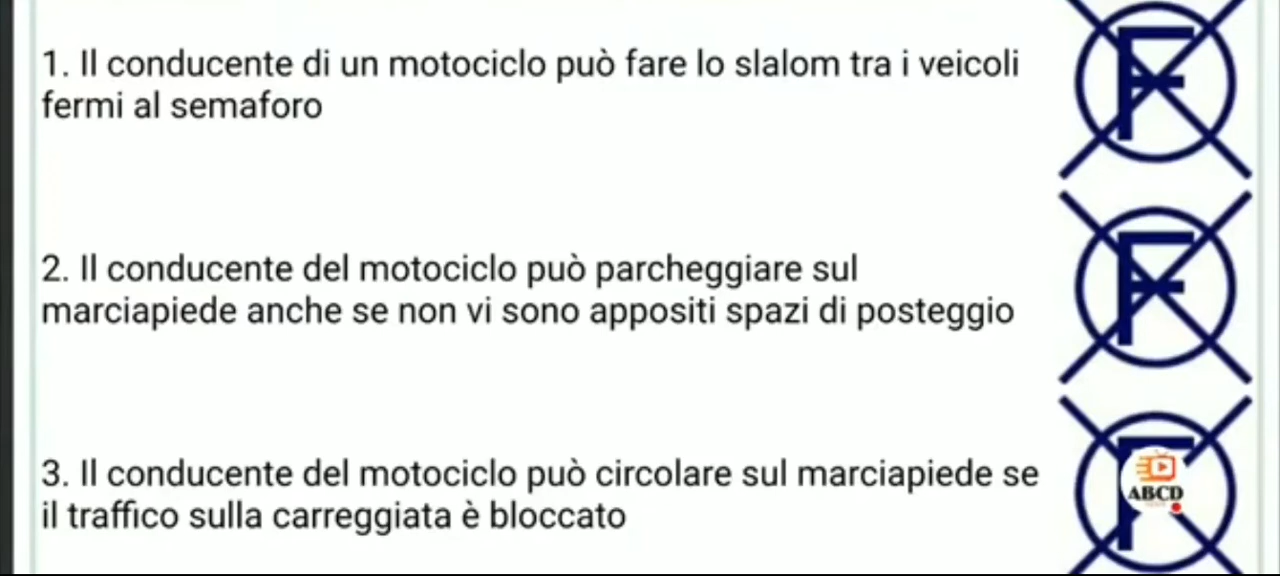 1. Il conducente di un motociclo può fare lo slalom tra i veicoli
fermi al semaforo
F
2. Il conducente del motociclo può parcheggiare sul
marciapiede anche se non vi sono appositi spazi di posteggio
F
3. Il conducente del motociclo può circolare sul marciapiede se
il traffico sulla carreggiata è bloccato
F
ABCD